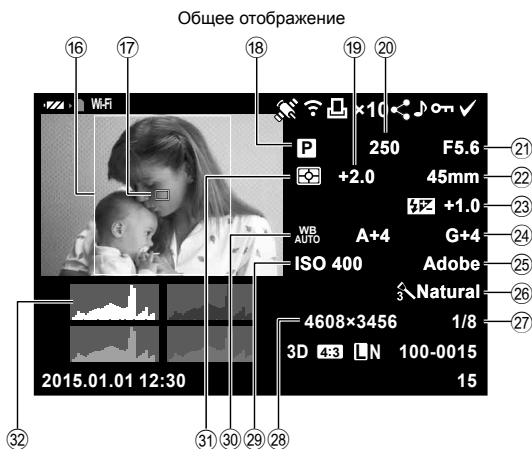 Общее отображение
⑯ ⑰ ⑱ ⑲ ⑳
Wi-Fi ×10
P 250 F5.6 ㉑
+2.0 45mm ㉒
+1.0 ㉓
WB AUTO A+4 G+4 ㉔
ISO 400 Adobe ㉕
3 Natural ㉖
4608×3456 1/8 ㉗
3D 4:3 LN 100-0015
2015.01.01 12:30 15
㉜ ㉛ ㉚ ㉙ ㉘